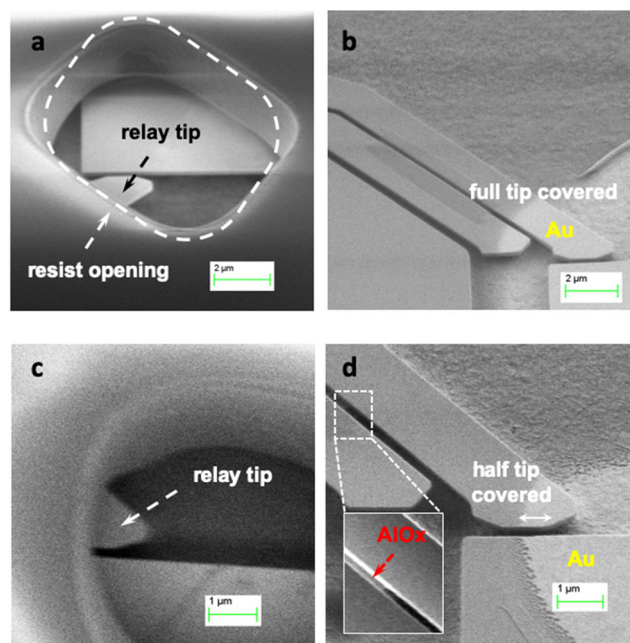 a
relay tip
resist opening
2 µm
b
full tip covered
Au
2 µm
c
relay tip
1 µm
d
half tip
covered
AlOx
Au
1 µm